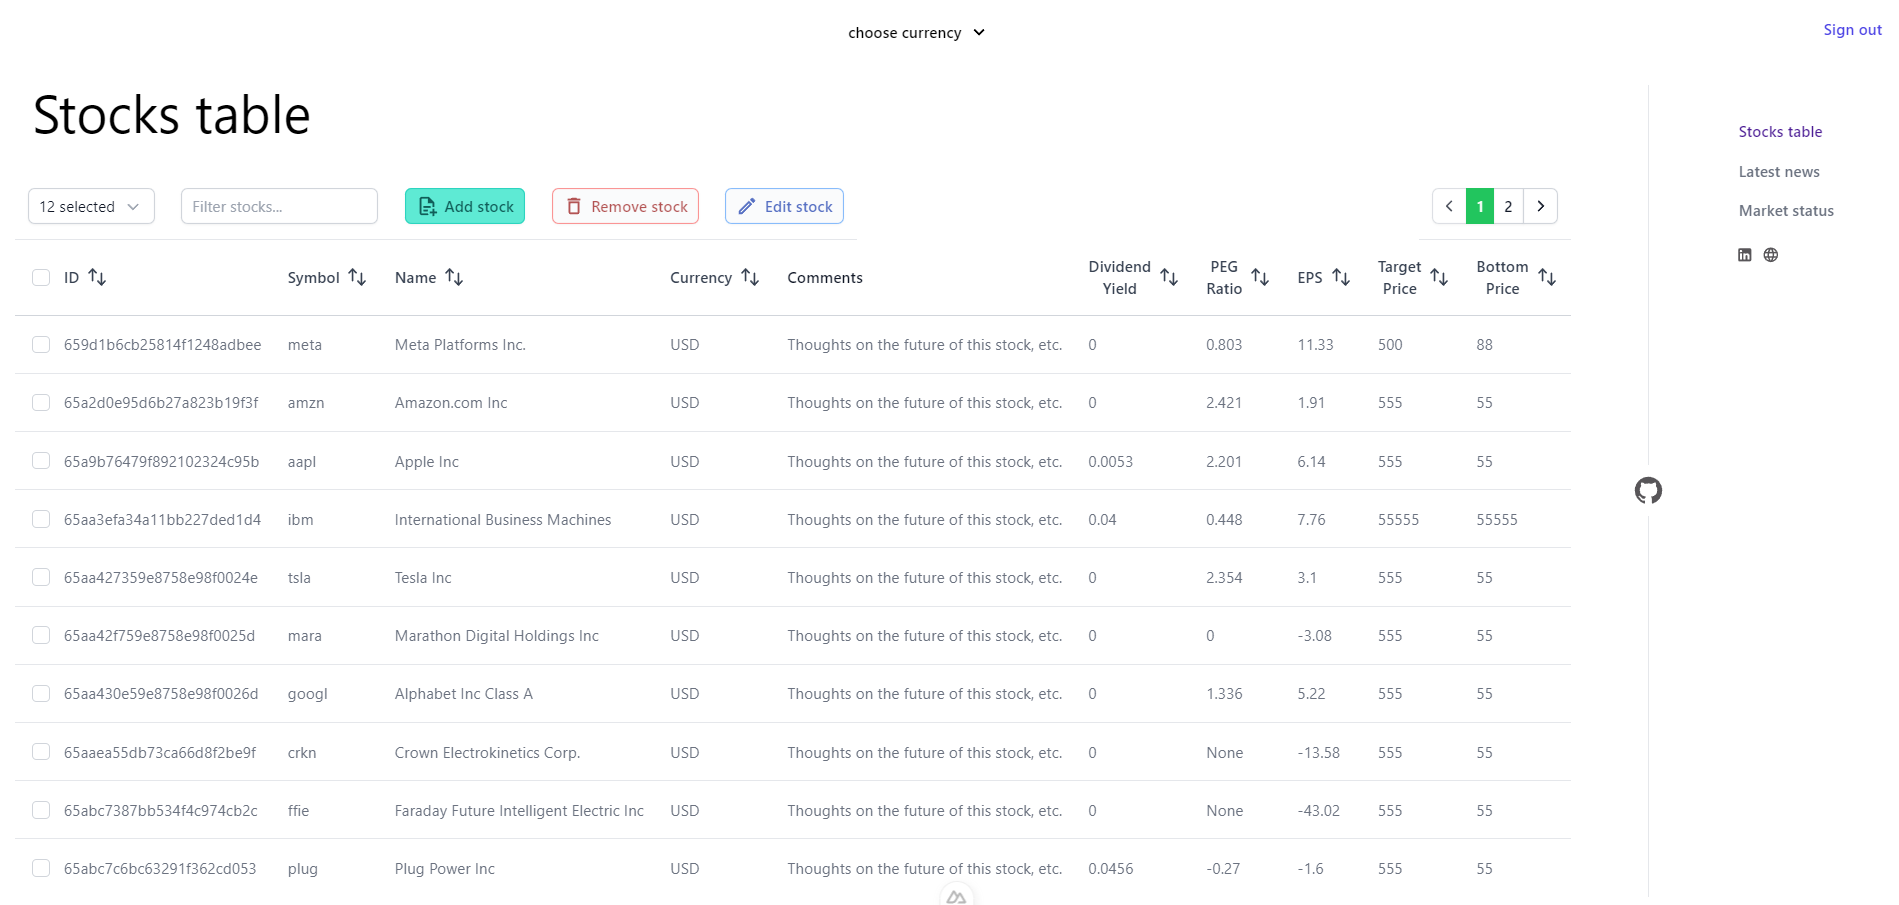 choose currency
Sign out
Stocks table
Stocks table
Latest news
Market status
12 selected
Filter stocks...
Add stock
Remove stock
Edit stock
1 2
ID Symbol Name Currency Comments Dividend Yield PEG Ratio EPS Target Price Bottom Price
659d1b6cb25814f1248adbee meta Meta Platforms Inc. USD Thoughts on the future of this stock, etc. 0 0.803 11.33 500 88
65a2d0e95d6b27a823b19f3f amzn Amazon.com Inc USD Thoughts on the future of this stock, etc. 0 2.421 1.91 555 55
65a9b76479f892102324c95b aapl Apple Inc USD Thoughts on the future of this stock, etc. 0.0053 2.201 6.14 555 55
65aa3efa34a11bb227ded1d4 ibm International Business Machines USD Thoughts on the future of this stock, etc. 0.04 0.448 7.76 55555 55555
65aa427359e8758e98f0024e tsla Tesla Inc USD Thoughts on the future of this stock, etc. 0 2.354 3.1 555 55
65aa42f759e8758e98f0025d mara Marathon Digital Holdings Inc USD Thoughts on the future of this stock, etc. 0 0 -3.08 555 55
65aa430e59e8758e98f0026d googl Alphabet Inc Class A USD Thoughts on the future of this stock, etc. 0 1.336 5.22 555 55
65aaea55db73ca66d8f2be9f crkn Crown Electrokinetics Corp. USD Thoughts on the future of this stock, etc. 0 None -13.58 555 55
65abc7387bb534f4c974cb2c ffie Faraday Future Intelligent Electric Inc USD Thoughts on the future of this stock, etc. 0 None -43.02 555 55
65abc7c6bc63291f362cd053 plug Plug Power Inc USD Thoughts on the future of this stock, etc. 0.0456 -0.27 -1.6 555 55